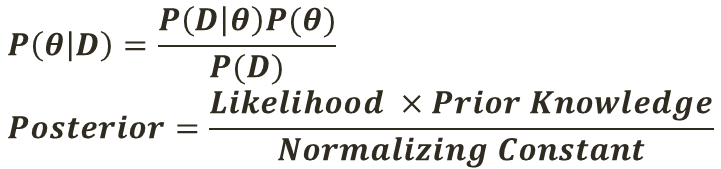 P(θ|D) = P(D|θ)P(θ) / P(D)
Posterior = Likelihood × Prior Knowledge / Normalizing Constant